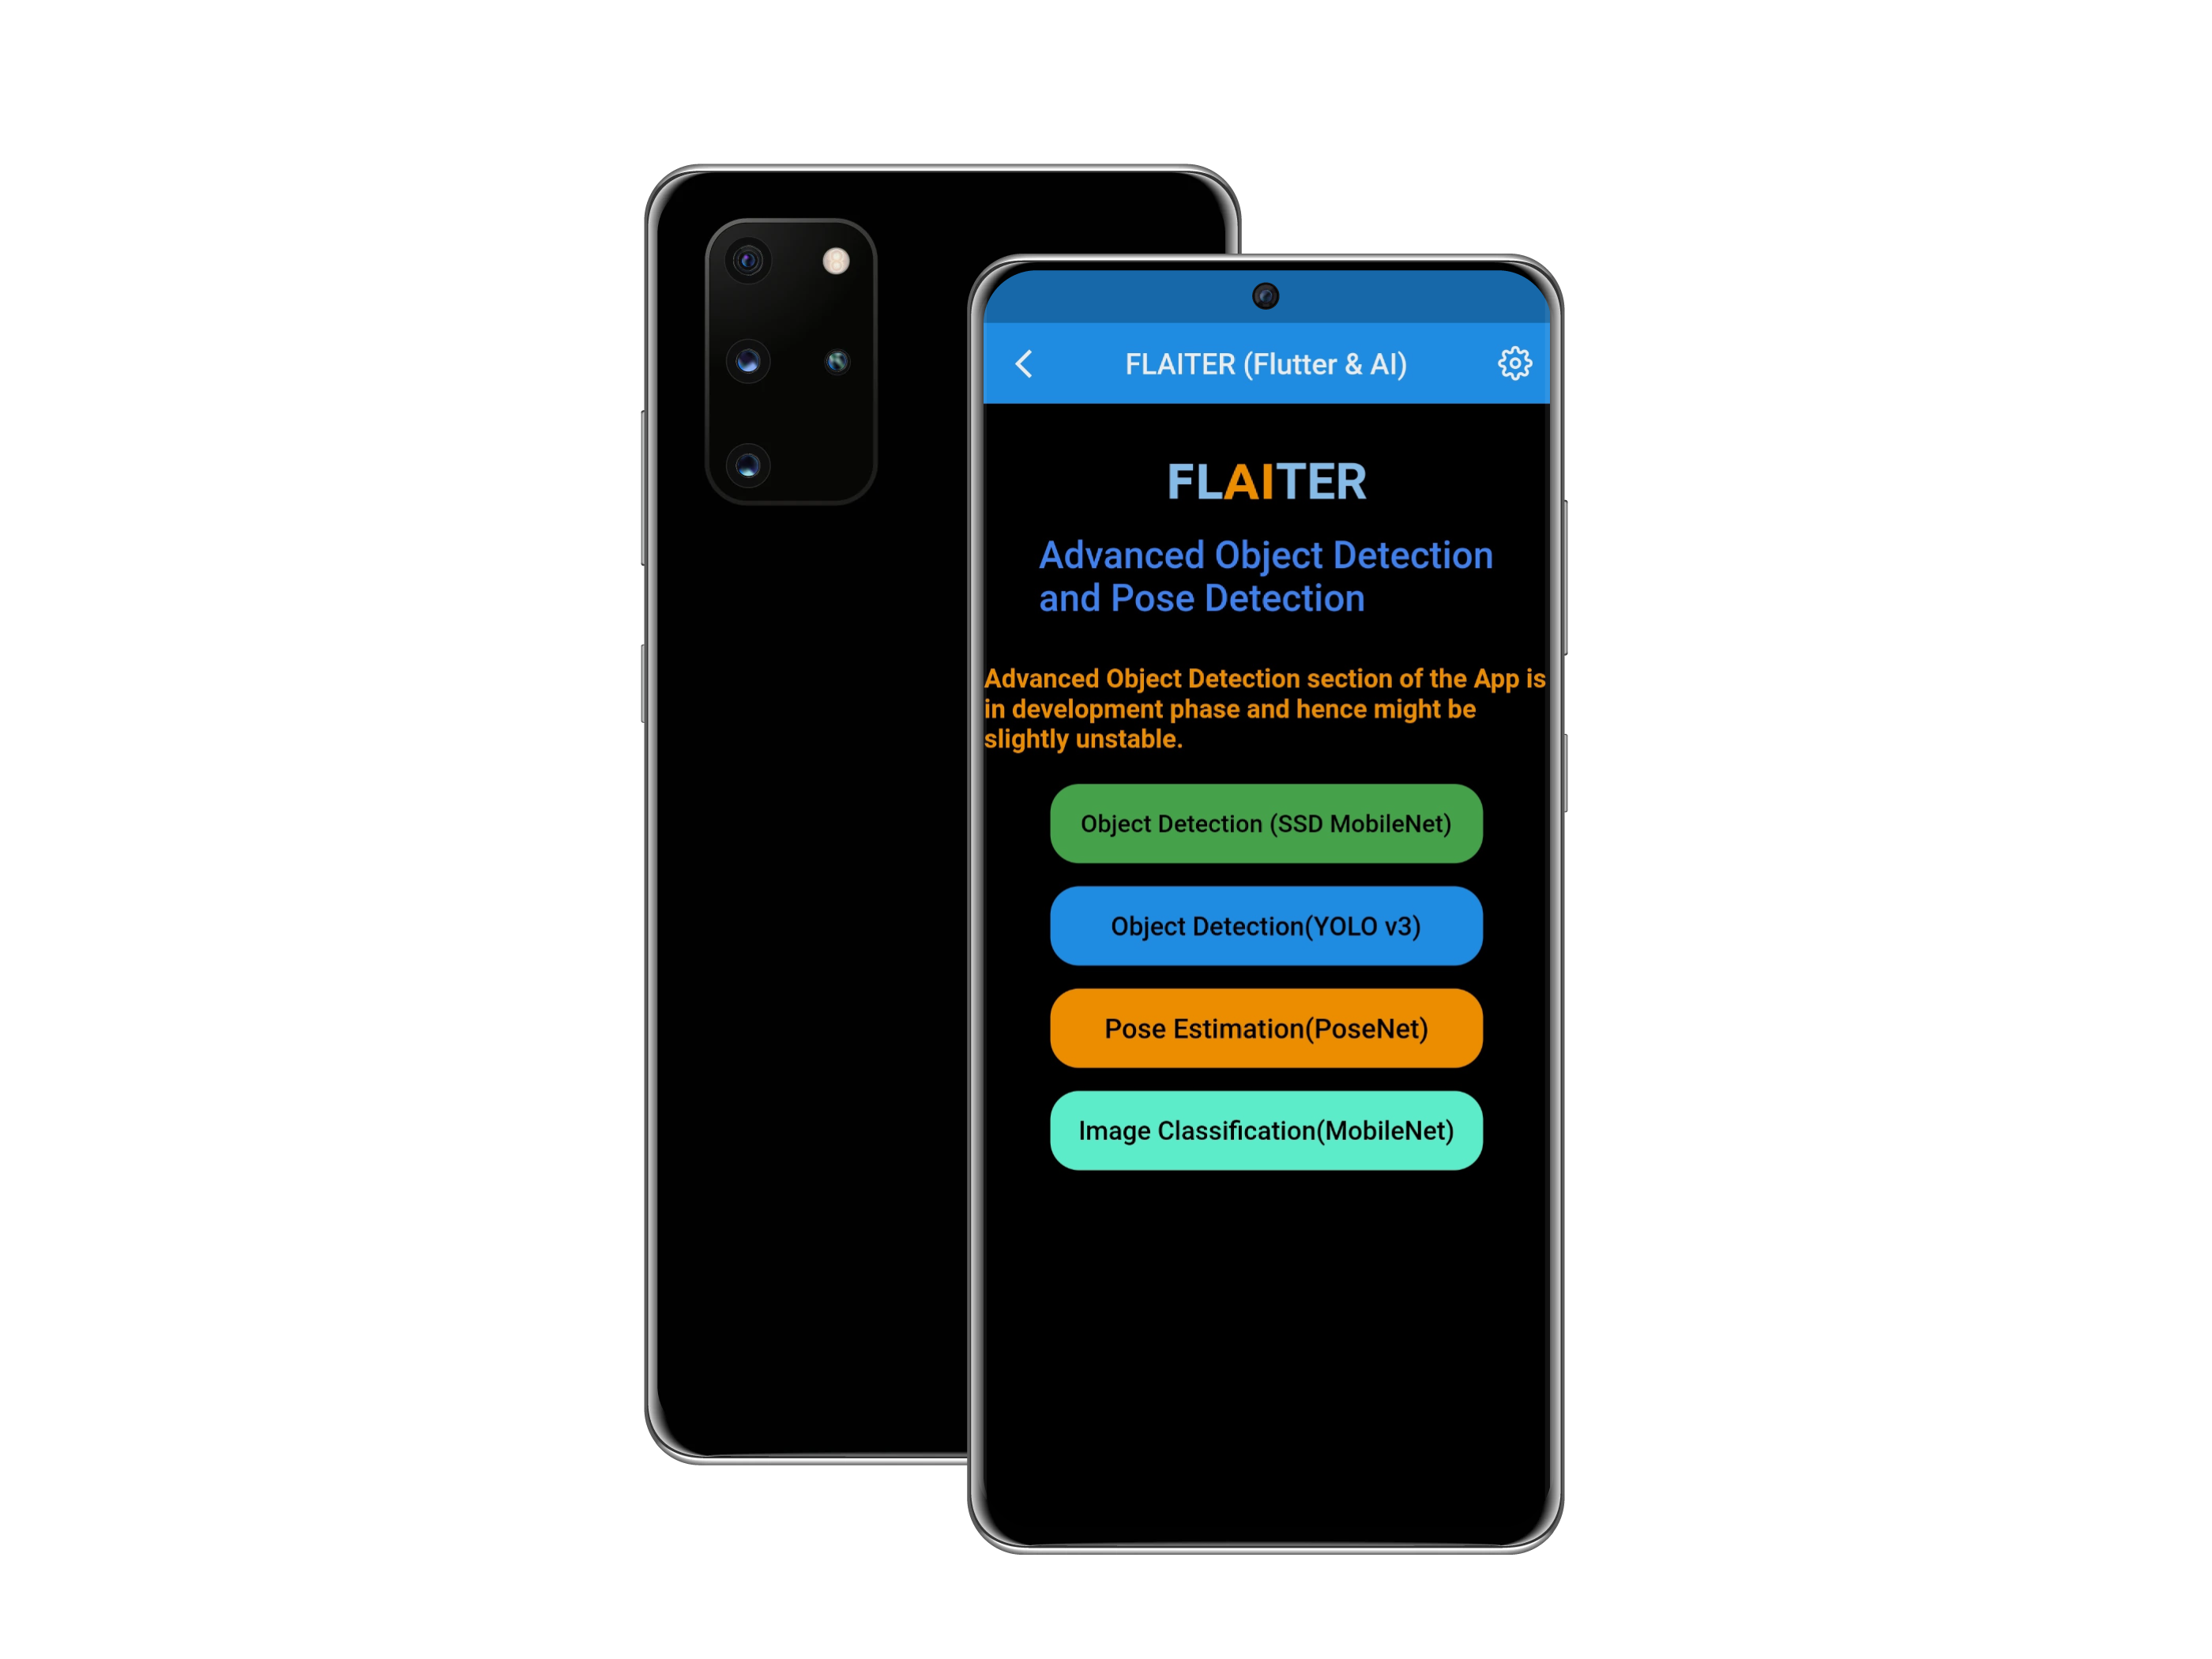 FLAITER (Flutter & AI)
FLAITER
Advanced Object Detection
and Pose Detection
Advanced Object Detection section of the App is
in development phase and hence might be
slightly unstable.
Object Detection (SSD MobileNet)
Object Detection(YOLO v3)
Pose Estimation(PoseNet)
Image Classification(MobileNet)